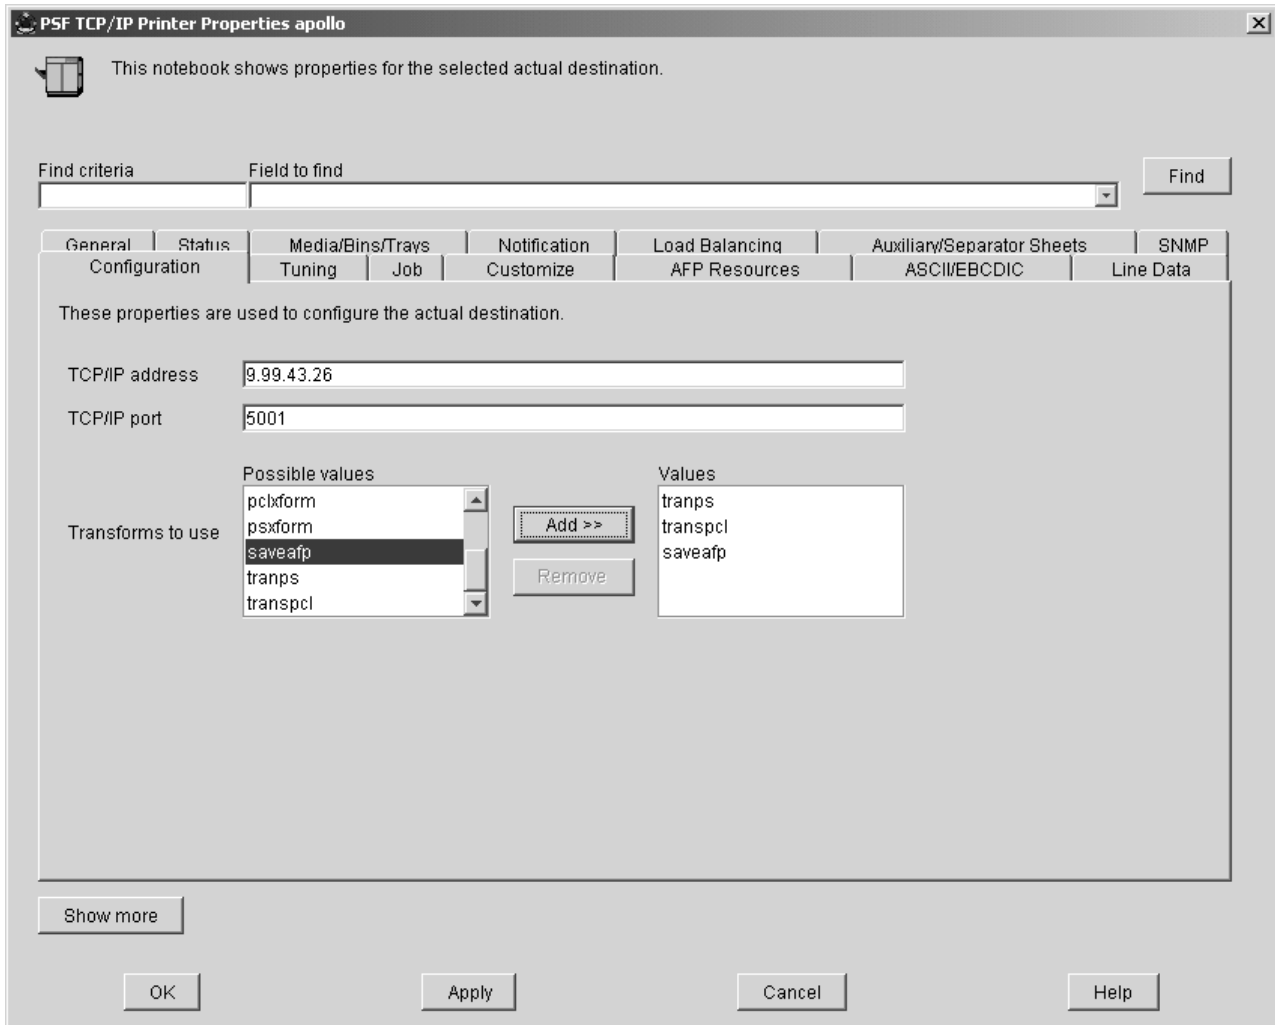 PSF TCP/IP Printer Properties apollo
This notebook shows properties for the selected actual destination.
Find criteria Field to find
Find
General Status Media/Bins/Trays Notification Load Balancing Auxiliary/Separator Sheets SNMP
Configuration Tuning Job Customize AFP Resources ASCII/EBCDIC Line Data
These properties are used to configure the actual destination.
TCP/IP address 9.99.43.26
TCP/IP port 5001
Transforms to use
Possible values
pclxform
psxform
saveafp
tranps
transpcl
Add >>
Remove
Values
tranps
transpcl
saveafp
Show more
OK Apply Cancel Help